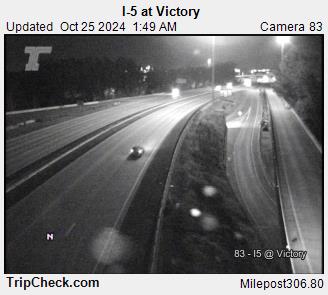 I-5 at Victory
Updated Oct 25 2024 1:49 AM Camera 83
T
N
83 - I5 @ Victory
TripCheck.com Milepost306.80